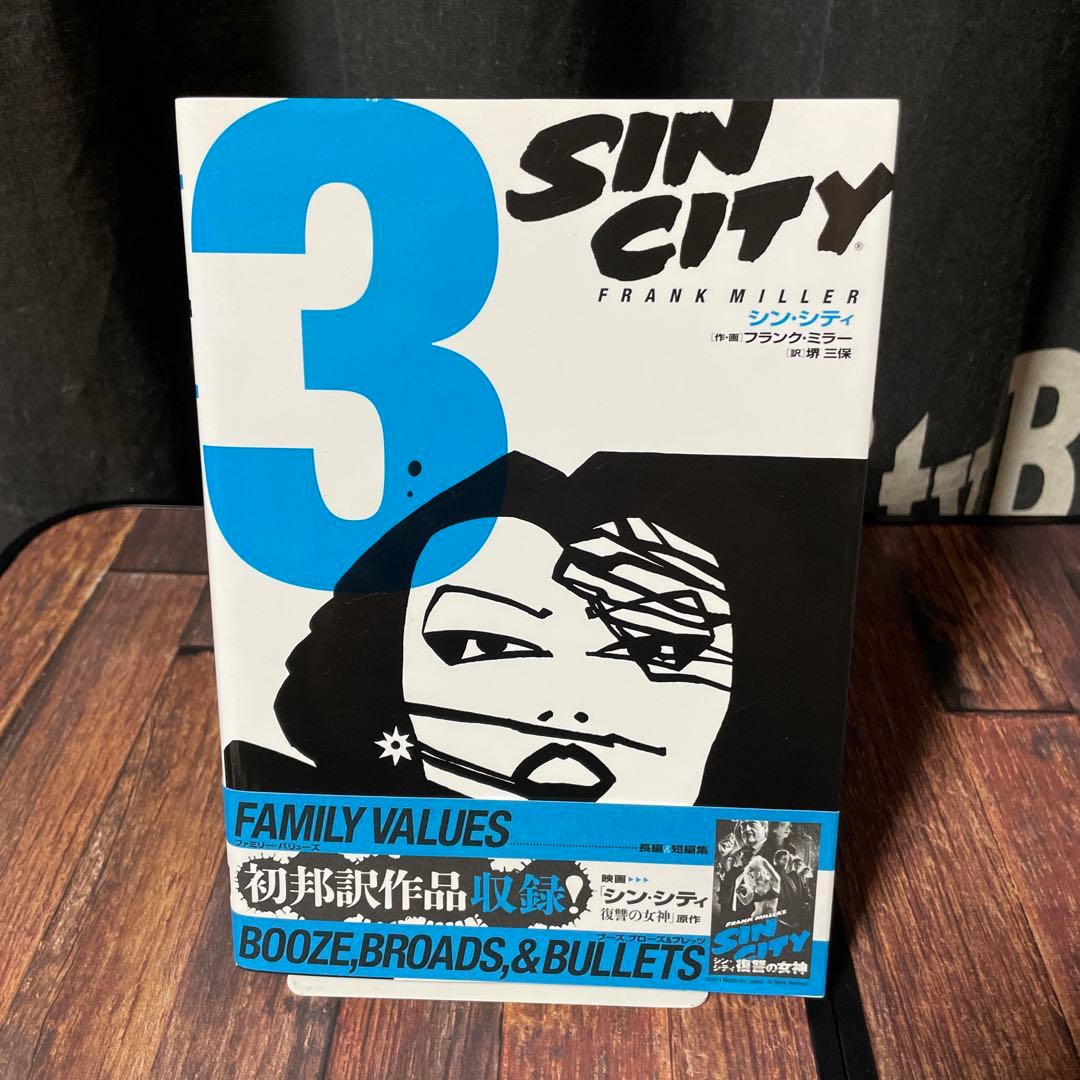 3
SIN
CITY®
FRANK MILLER
シン・シティ
[作・画]フランク・ミラー
[訳]堺 三保
FAMILY VALUES
ファミリー・バリューズ
長編&短編集
初邦訳作品収録!
映画▶▶▶
「シン・シティ
復讐の女神」原作
ブーズ、ブローズ&ブレッツ
BOOZE, BROADS, & BULLETS
FRANK MILLER'S
SIN
CITY
シン・シティ 復讐の女神